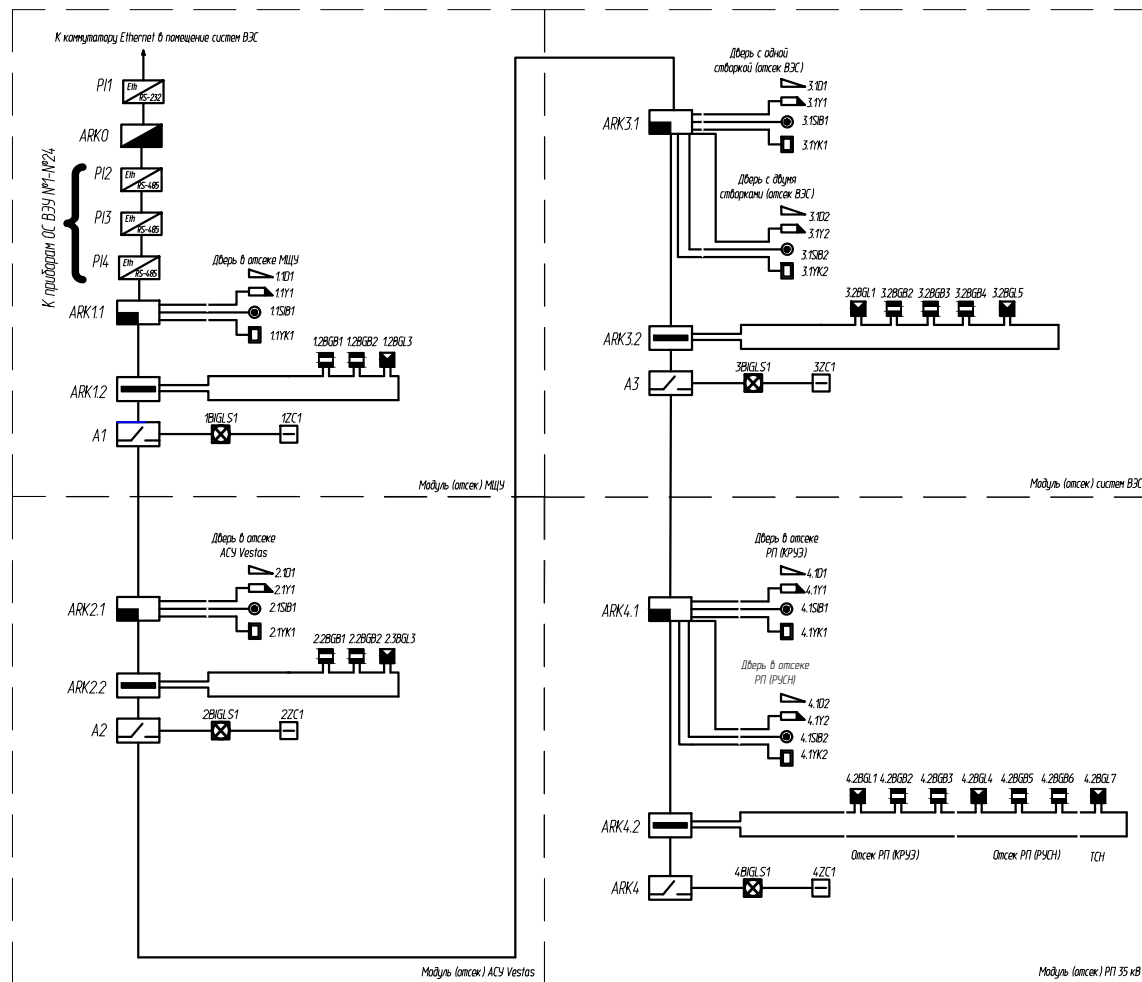 К коммутатору Ethernet в помещение систем ВЭС
PI1
Eth
RS-232
ARK0
К приборам ОС ВЭУ №1-№24
PI2
Eth
RS-485
PI3
Eth
RS-485
PI4
Eth
RS-485
Дверь в отсеке МЩУ
1.1D1
1.1Y1
1.1SIB1
1.1YK1
ARK1.1
1.2BGB1
1.2BGB2
1.2BGL3
ARK1.2
A1
1BIGLS1
1ZC1
Модуль (отсек) МЩУ
Дверь в отсеке
АСУ Vestas
2.1D1
2.1Y1
2.1SIB1
2.1YK1
ARK2.1
2.2BGB1
2.2BGB2
2.3BGL3
ARK2.2
A2
2BIGLS1
2ZC1
Модуль (отсек) АСУ Vestas
Дверь с одной
створкой (отсек ВЭС)
3.1D1
3.1Y1
3.1SIB1
3.1YK1
ARK3.1
Дверь с двумя
створками (отсек ВЭС)
3.1D2
3.1Y2
3.1SIB2
3.1YK2
3.2BGL1
3.2BGB2
3.2BGB3
3.2BGB4
3.2BGL5
ARK3.2
A3
3BIGLS1
3ZC1
Модуль (отсек) систем ВЭС
Дверь в отсеке
РП (КРУЭ)
4.1D1
4.1Y1
4.1SIB1
4.1YK1
ARK4.1
Дверь в отсеке
РП (РУСН)
4.1D2
4.1Y2
4.1SIB2
4.1YK2
4.2BGL1
4.2BGB2
4.2BGB3
4.2BGL4
4.2BGB5
4.2BGB6
4.2BGL7
ARK4.2
Отсек РП (КРУЭ)
Отсек РП (РУСН)
ТСН
ARK4
4BIGLS1
4ZC1
Модуль (отсек) РП 35 кВ